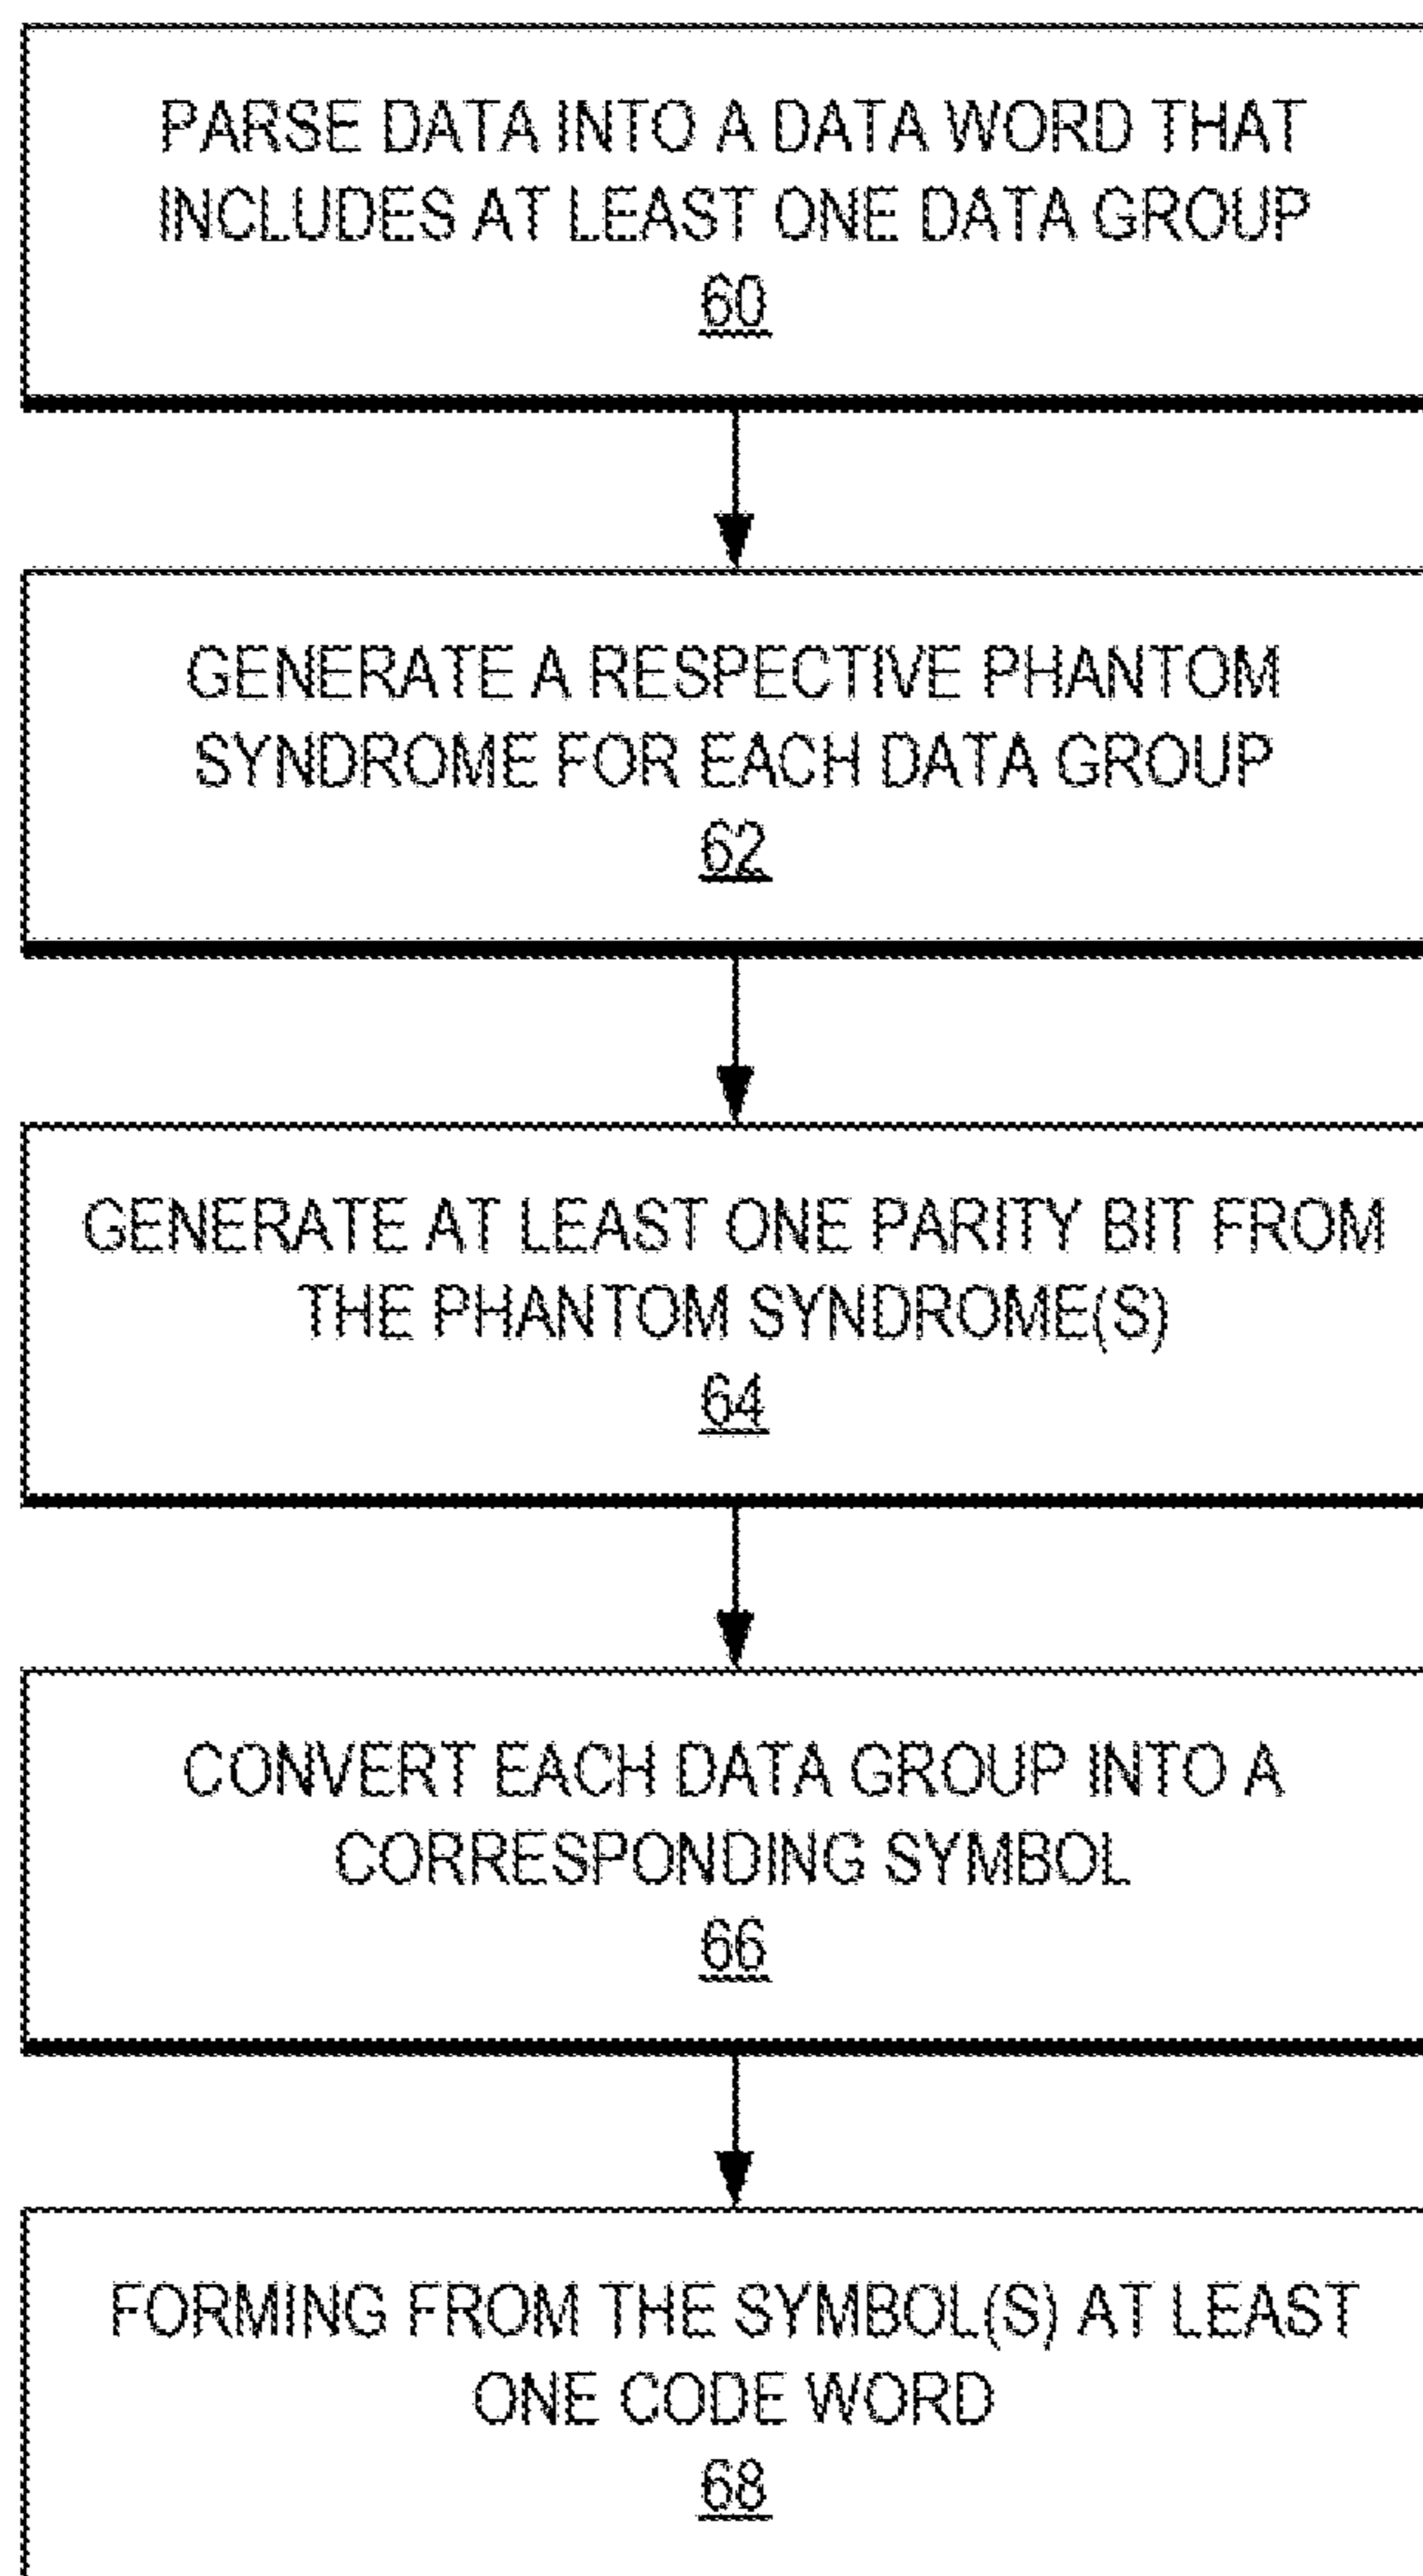 PARSE DATA INTO A DATA WORD THAT
INCLUDES AT LEAST ONE DATA GROUP
60
GENERATE A RESPECTIVE PHANTOM
SYNDROME FOR EACH DATA GROUP
62
GENERATE AT LEAST ONE PARITY BIT FROM
THE PHANTOM SYNDROME(S)
64
CONVERT EACH DATA GROUP INTO A
CORRESPONDING SYMBOL
66
FORMING FROM THE SYMBOL(S) AT LEAST
ONE CODE WORD
68